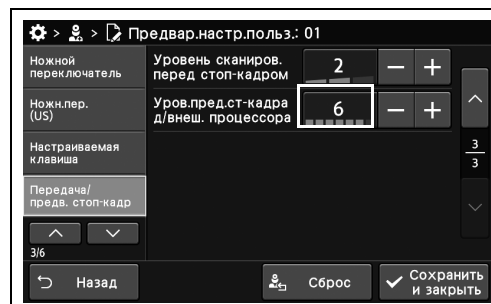 > > Предвар.настр.польз.: 01
Ножной
переключатель
Ножн.пер.
(US)
Настраиваемая
клавиша
Передача/
предв. стоп-кадр
3/6
Уровень сканиров.
перед стоп-кадром
2
− +
Уров.пред.ст-кадра
д/внеш. процессора
6
− +
3
3
Назад
Сброс
Сохранить
и закрыть